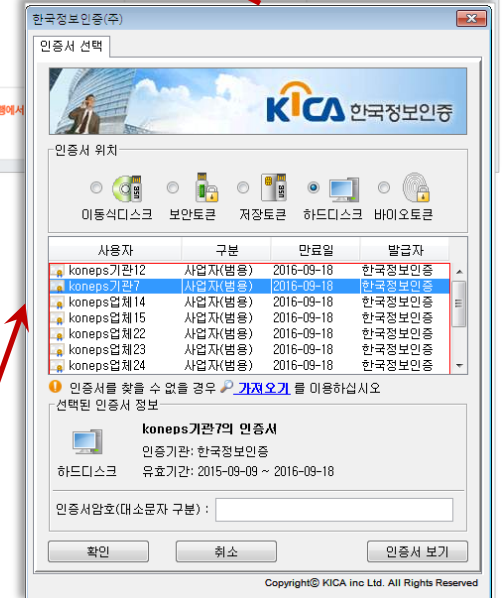 한국정보인증(주)
인증서 선택
행에서
KICA 한국정보인증
인증서 위치
이동식디스크 보안토큰 저장토큰 하드디스크 바이오토큰
사용자 구분 만료일 발급자
koneps기관12 사업자(범용) 2016-09-18 한국정보인증
koneps기관7 사업자(범용) 2016-09-18 한국정보인증
koneps업체14 사업자(범용) 2016-09-18 한국정보인증
koneps업체15 사업자(범용) 2016-09-18 한국정보인증
koneps업체22 사업자(범용) 2016-09-18 한국정보인증
koneps업체23 사업자(범용) 2016-09-18 한국정보인증
koneps업체24 사업자(범용) 2016-09-18 한국정보인증
인증서를 찾을 수 없을 경우 가져오기 를 이용하십시오
선택된 인증서 정보
koneps기관7의 인증서
인증기관: 한국정보인증
하드디스크 유효기간: 2015-09-09 ~ 2016-09-18
인증서암호(대소문자 구분) :
확인 취소 인증서 보기
Copyright© KICA inc Ltd. All Rights Reserved